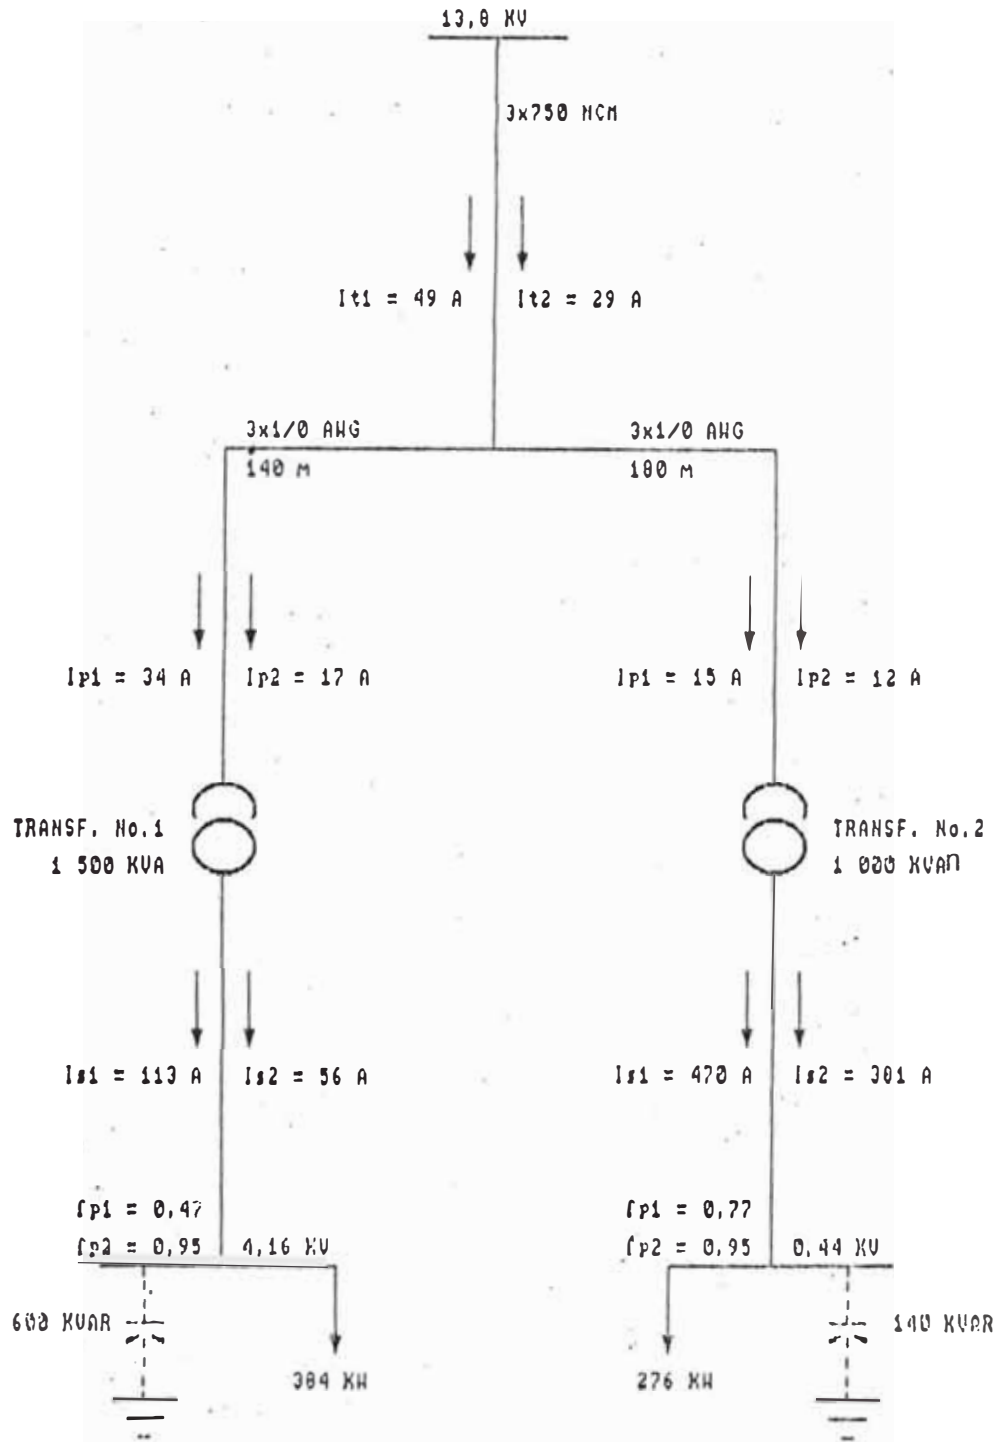 13,8 KV
3x750 MCM
It1 = 49 A
It2 = 29 A
3x1/0 AWG
140 m
3x1/0 AWG
180 m
Ip1 = 34 A
Ip2 = 17 A
Ip1 = 15 A
Ip2 = 12 A
TRANSF. No.1
1 500 KVA
TRANSF. No.2
1 000 KVA
Is1 = 113 A
Is2 = 56 A
Is1 = 470 A
Is2 = 381 A
fp1 = 0,47
fp2 = 0,95
4,16 KV
fp1 = 0,77
fp2 = 0,95
0,44 KV
600 KVAR
384 KW
276 KW
140 KVAR